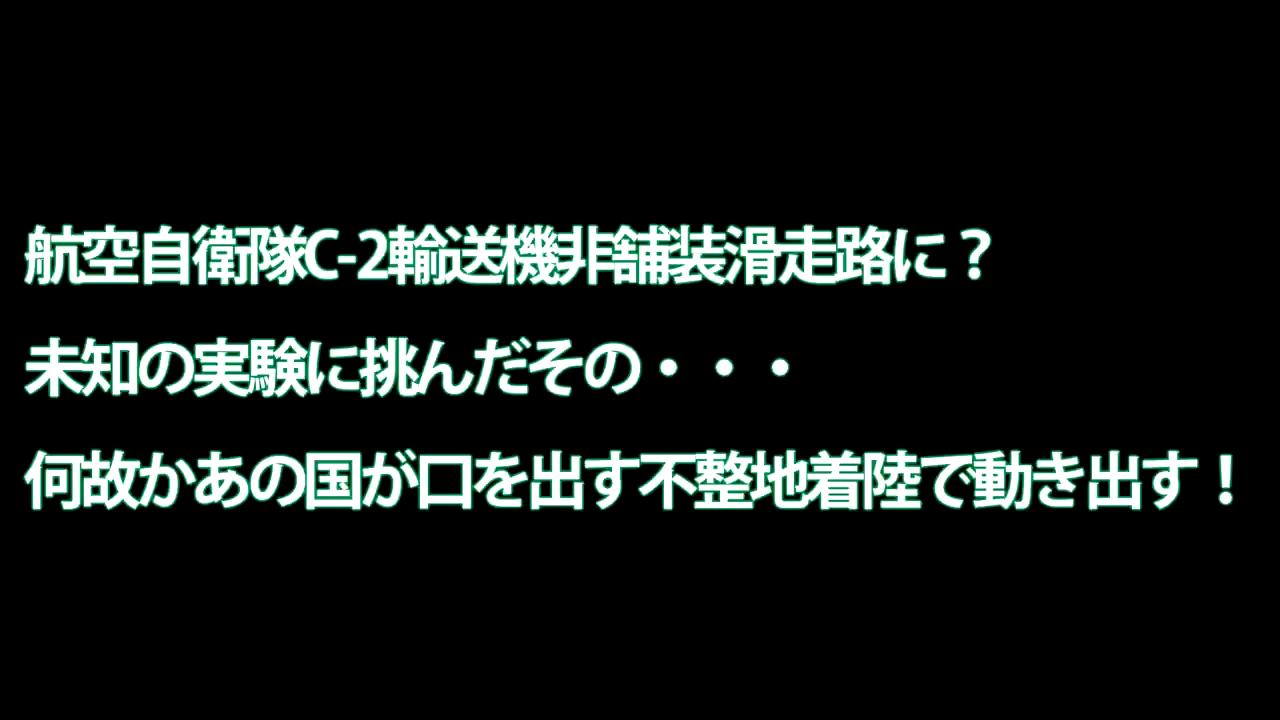 航空自衛隊C-2輸送機非舗装滑走路に？
未知の実験に挑んだその・・・
何故かあの国が口を出す不整地着陸で動き出す！